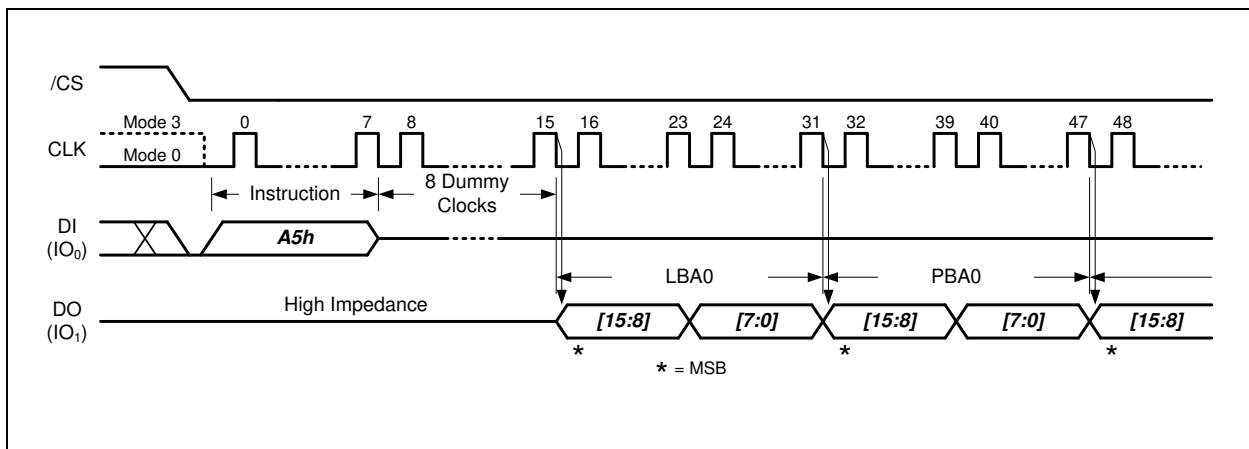 /CS
Mode 3
0 7 8 15 16 23 24 31 32 39 40 47 48
CLK
Mode 0
Instruction
8 Dummy
Clocks
DI
(IO0)
A5h
LBA0 PBA0
DO
(IO1)
High Impedance
[15:8] [7:0] [15:8] [7:0] [15:8]
* * *
* = MSB